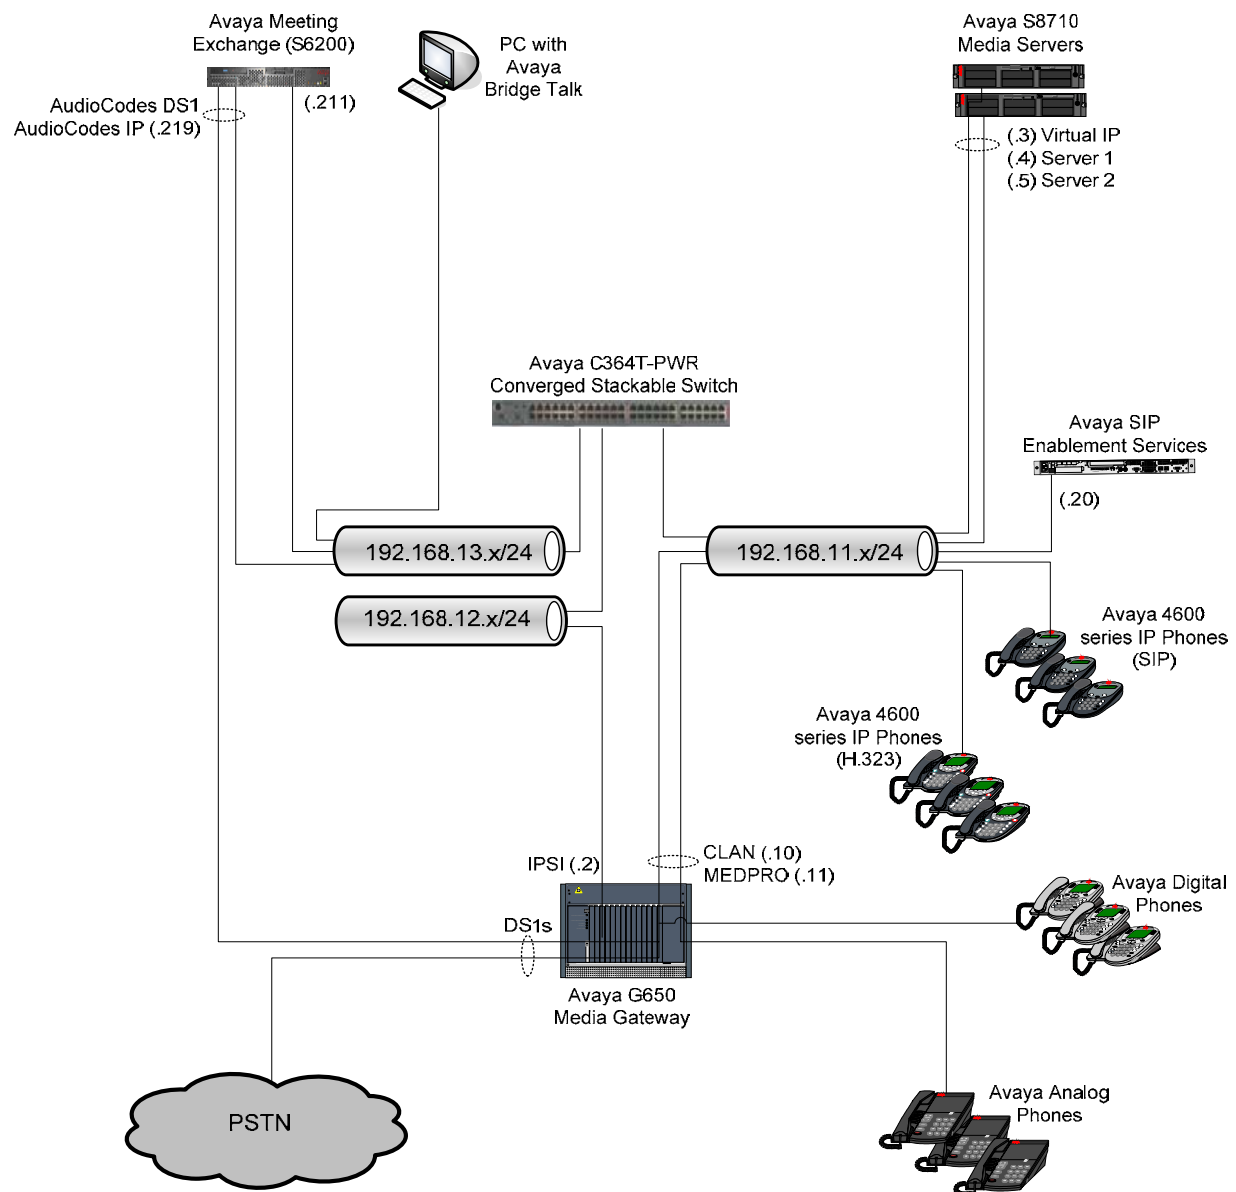 Avaya Meeting
Exchange (S6200)
(.211)
AudioCodes DS1
AudioCodes IP (.219)
PC with
Avaya
Bridge Talk
Avaya S8710
Media Servers
(.3) Virtual IP
(.4) Server 1
(.5) Server 2
Avaya C364T-PWR
Converged Stackable Switch
Avaya SIP
Enablement Services
(.20)
192.168.13.x/24
192.168.11.x/24
192.168.12.x/24
Avaya 4600
series IP Phones
(SIP)
Avaya 4600
series IP Phones
(H.323)
IPSI (.2)
CLAN (.10)
MEDPRO (.11)
Avaya Digital
Phones
DS1s
Avaya G650
Media Gateway
PSTN
Avaya Analog
Phones